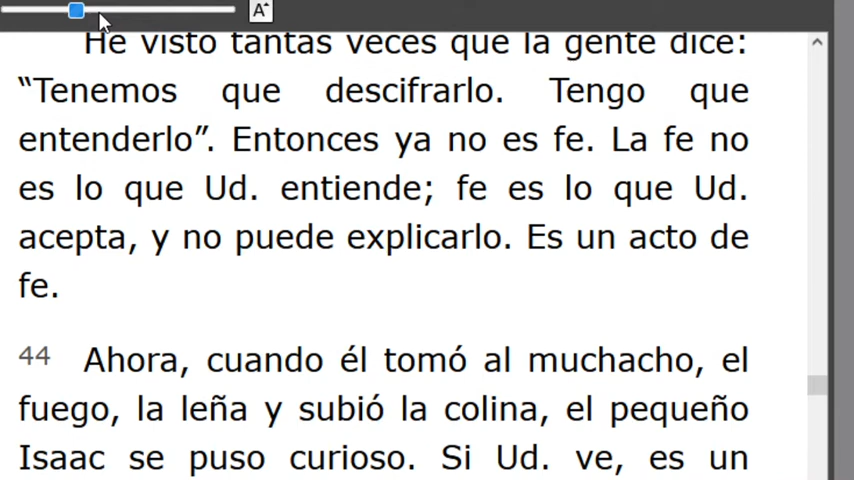 A
He visto tantas veces que la gente dice:
“Tenemos que descifrarlo. Tengo que
entenderlo”. Entonces ya no es fe. La fe no
es lo que Ud. entiende; fe es lo que Ud.
acepta, y no puede explicarlo. Es un acto de
fe.
44 Ahora, cuando él tomó al muchacho, el
fuego, la leña y subió la colina, el pequeño
Isaac se puso curioso. Si Ud. ve, es un